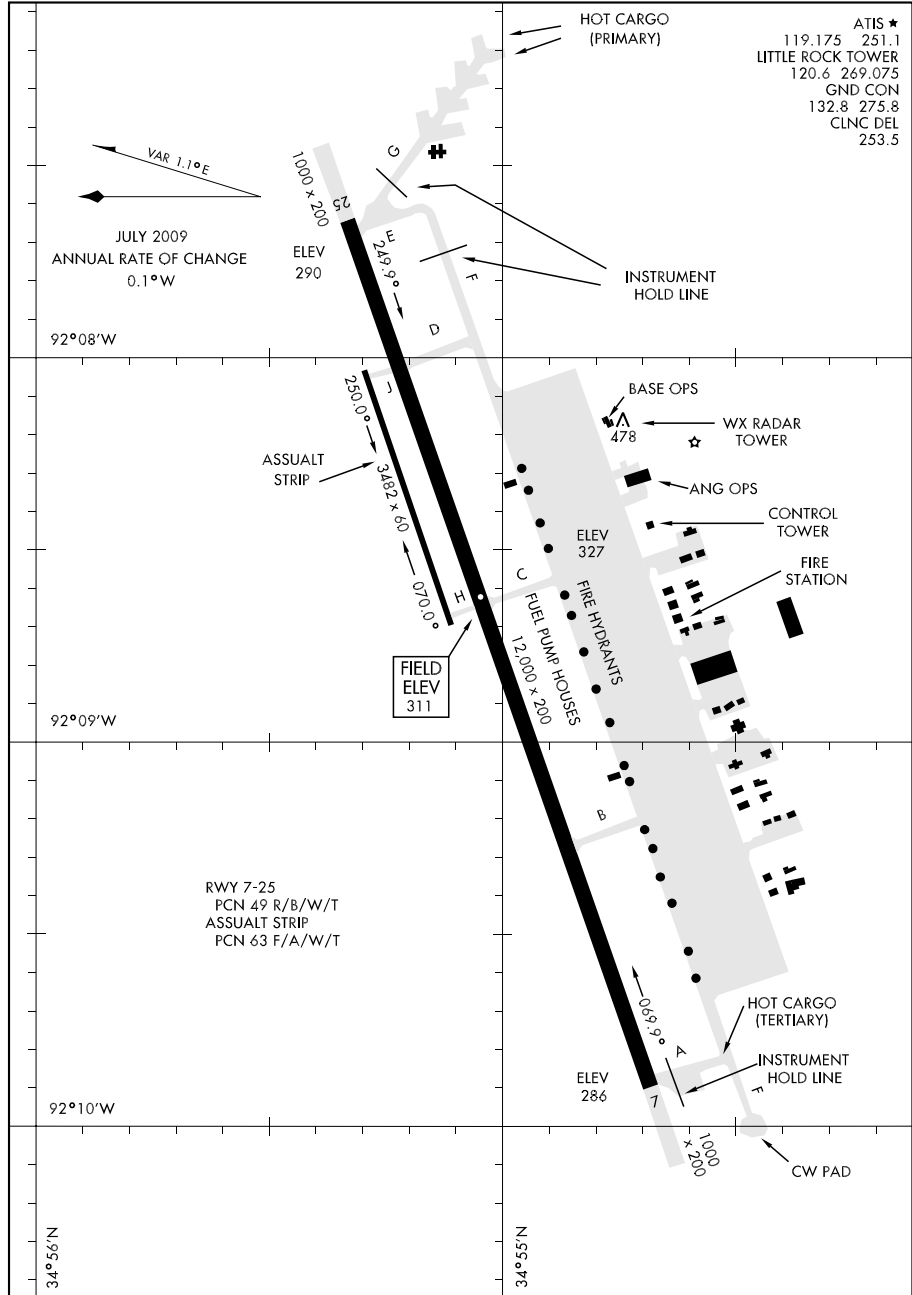 HOT CARGO
(PRIMARY)
ATIS ★
119.175 251.1
LITTLE ROCK TOWER
120.6 269.075
GND CON
132.8 275.8
CLNC DEL
253.5
VAR 1.1° E
JULY 2009
ANNUAL RATE OF CHANGE
0.1° W
1000 x 200
25
G
ELEV
290
E
249.9°
F
INSTRUMENT
HOLD LINE
D
92°08'W
J
BASE OPS
478
WX RADAR
TOWER
250.0°
ASSUALT
STRIP
3482 x 60
ANG OPS
CONTROL
TOWER
ELEV
327
FIRE
STATION
070.0°
H
C
FIRE HYDRANTS
FUEL PUMP HOUSES
12,000 x 200
FIELD
ELEV
311
92°09'W
B
RWY 7-25
PCN 49 R/B/W/T
ASSUALT STRIP
PCN 63 F/A/W/T
069.9°
HOT CARGO
(TERTIARY)
A
INSTRUMENT
HOLD LINE
ELEV
286
7
F
92°10'W
1000
x 200
CW PAD
34°56'N
34°55'N